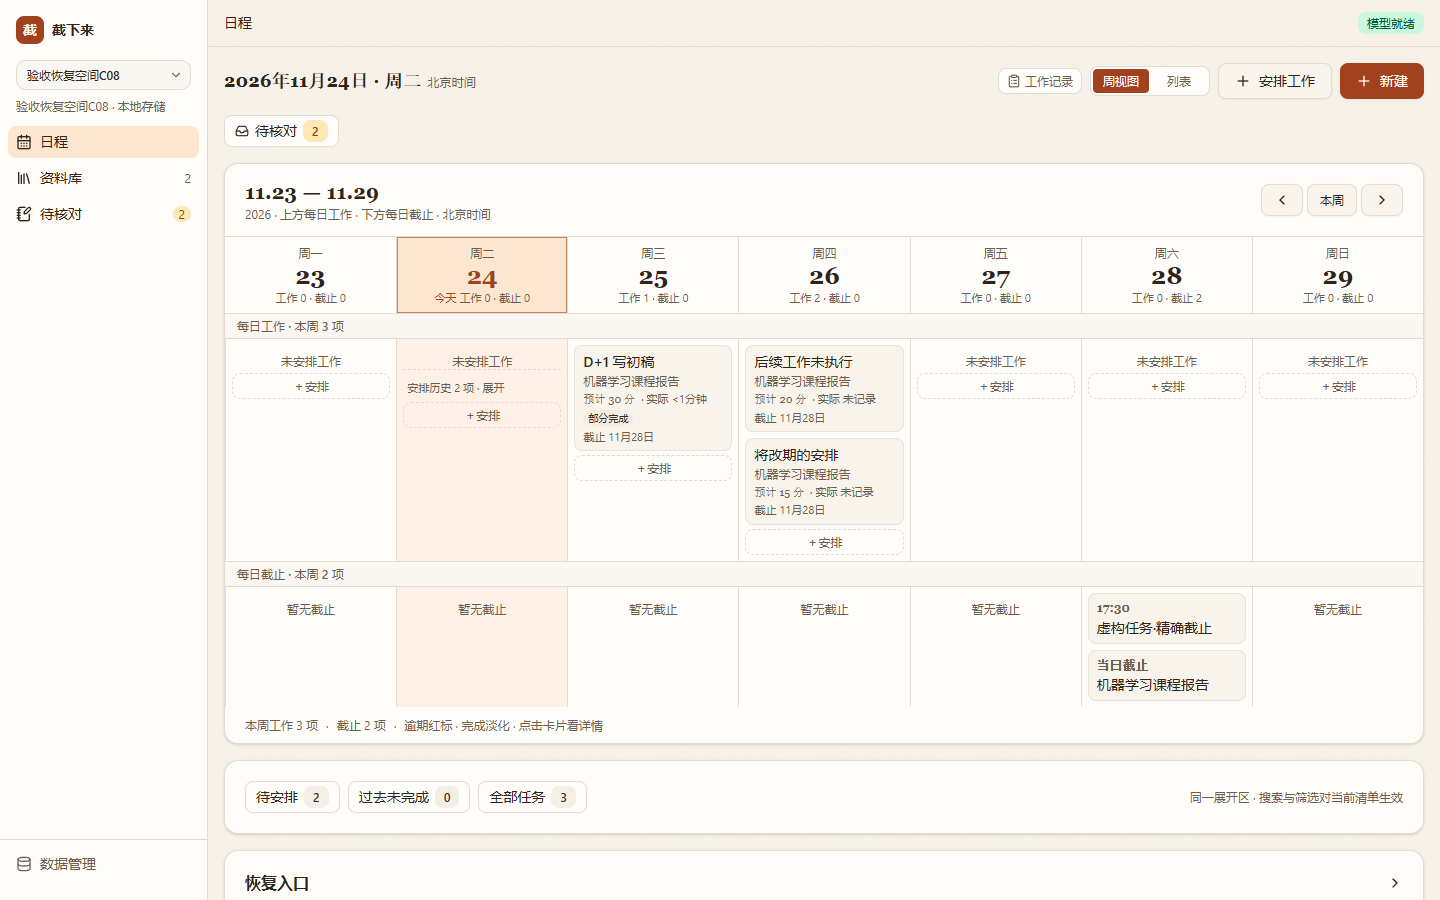 截 截下来
验收恢复空间C08
验收恢复空间C08 · 本地存储
日程
资料库 2
待核对 2
数据管理
日程
模型就绪
2026年11月24日 · 周二 北京时间
工作记录
周视图 列表
+ 安排工作
+ 新建
待核对 2
11.23 — 11.29
2026 · 上方每日工作 · 下方每日截止 · 北京时间
本周
周一 周二 周三 周四 周五 周六 周日
23 24 25 26 27 28 29
工作 0 · 截止 0 今天 工作 0 · 截止 0 工作 1 · 截止 0 工作 2 · 截止 0 工作 0 · 截止 0 工作 0 · 截止 2 工作 0 · 截止 0
每日工作 · 本周 3 项
未安排工作
+ 安排
未安排工作
安排历史 2 项 · 展开
+ 安排
D+1 写初稿
机器学习课程报告
预计 30 分 · 实际 <1分钟
部分完成
截止 11月28日
+ 安排
后续工作未执行
机器学习课程报告
预计 20 分 · 实际 未记录
截止 11月28日
将改期的安排
机器学习课程报告
预计 15 分 · 实际 未记录
截止 11月28日
+ 安排
未安排工作
+ 安排
未安排工作
+ 安排
未安排工作
+ 安排
每日截止 · 本周 2 项
暂无截止
暂无截止
暂无截止
暂无截止
暂无截止
17:30
虚构任务·精确截止
当日截止
机器学习课程报告
暂无截止
本周工作 3 项 · 截止 2 项 · 逾期红标 · 完成淡化 · 点击卡片看详情
待安排 2
过去未完成 0
全部任务 3
同一展开区 · 搜索与筛选对当前清单生效
恢复入口